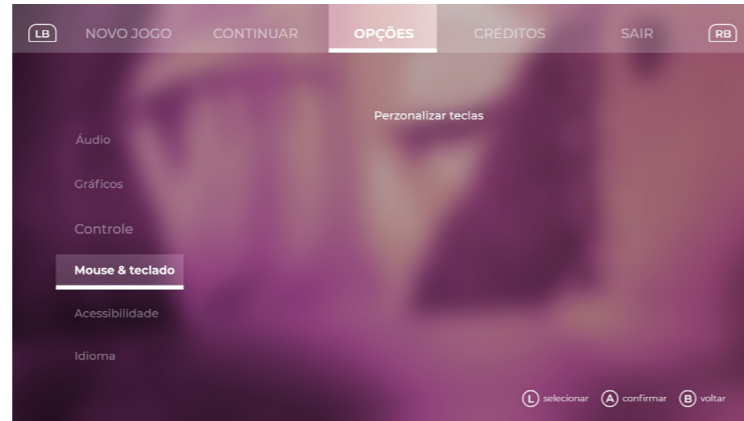 LB NOVO JOGO CONTINUAR OPÇÕES CRÉDITOS SAIR RB
Perzonalizar teclas
Áudio
Gráficos
Controle
Mouse & teclado
Acessibilidade
Idioma
L selecionar A confirmar B voltar